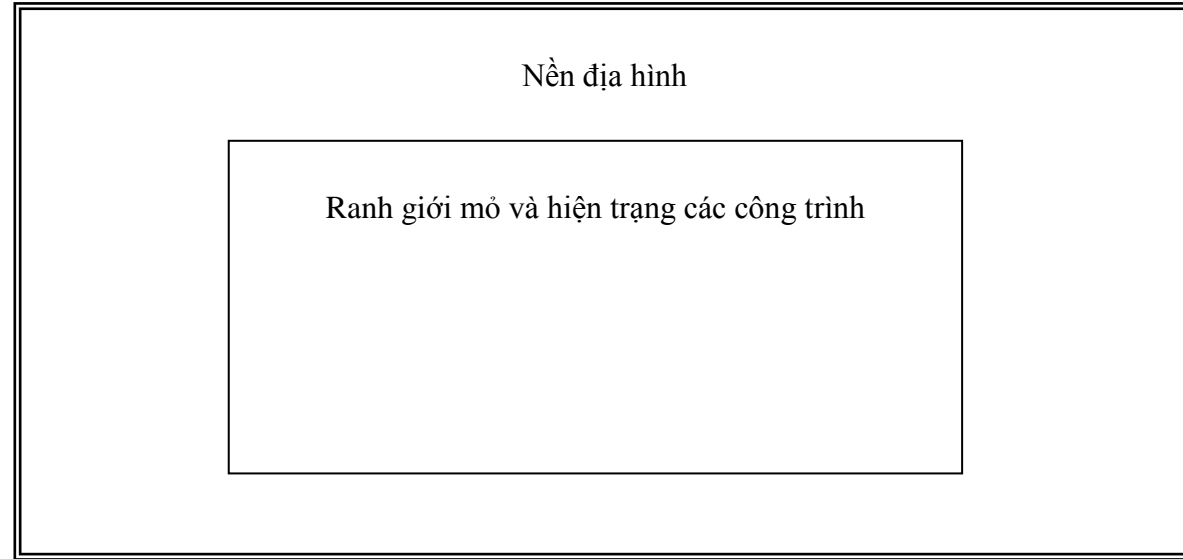 Nền địa hình
Ranh giới mỏ và hiện trạng các công trình